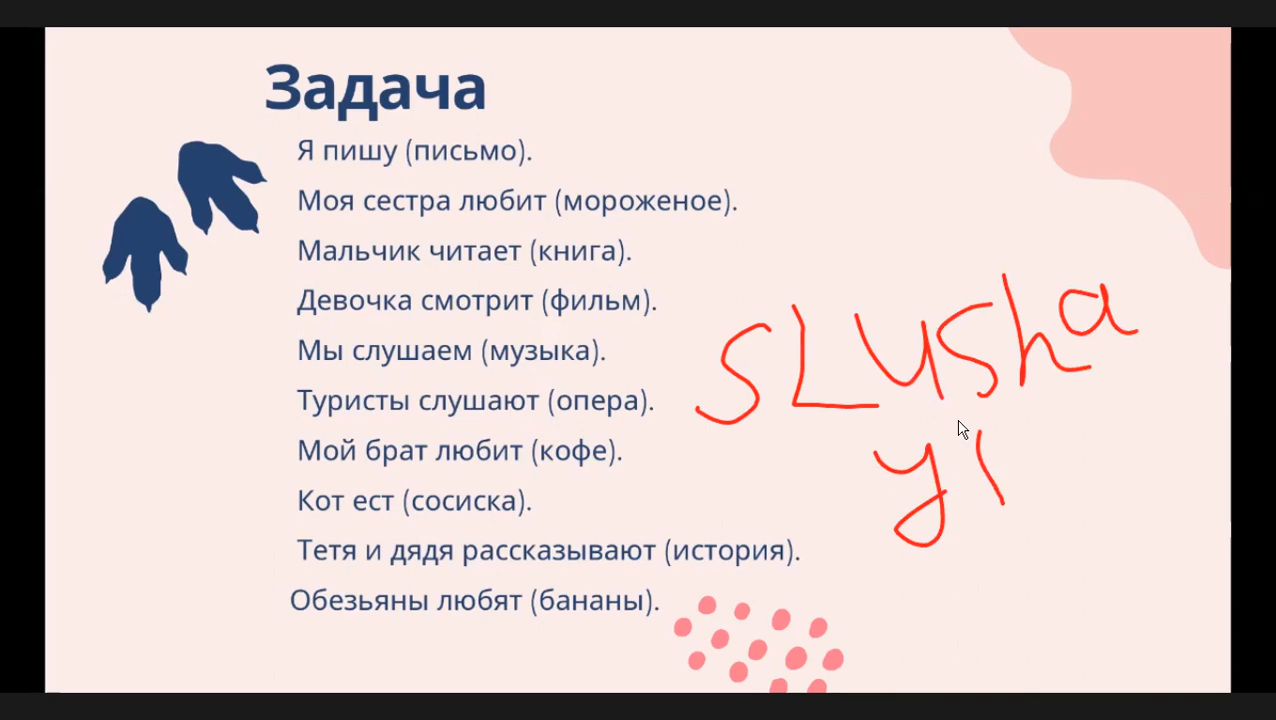 Задача
Я пишу (письмо).
Моя сестра любит (мороженое).
Мальчик читает (книга).
Девочка смотрит (фильм).
Мы слушаем (музыка).
Туристы слушают (опера).
Мой брат любит (кофе).
Кот ест (сосиска).
Тетя и дядя рассказывают (история).
Обезьяны любят (бананы).
SLUSha
yi